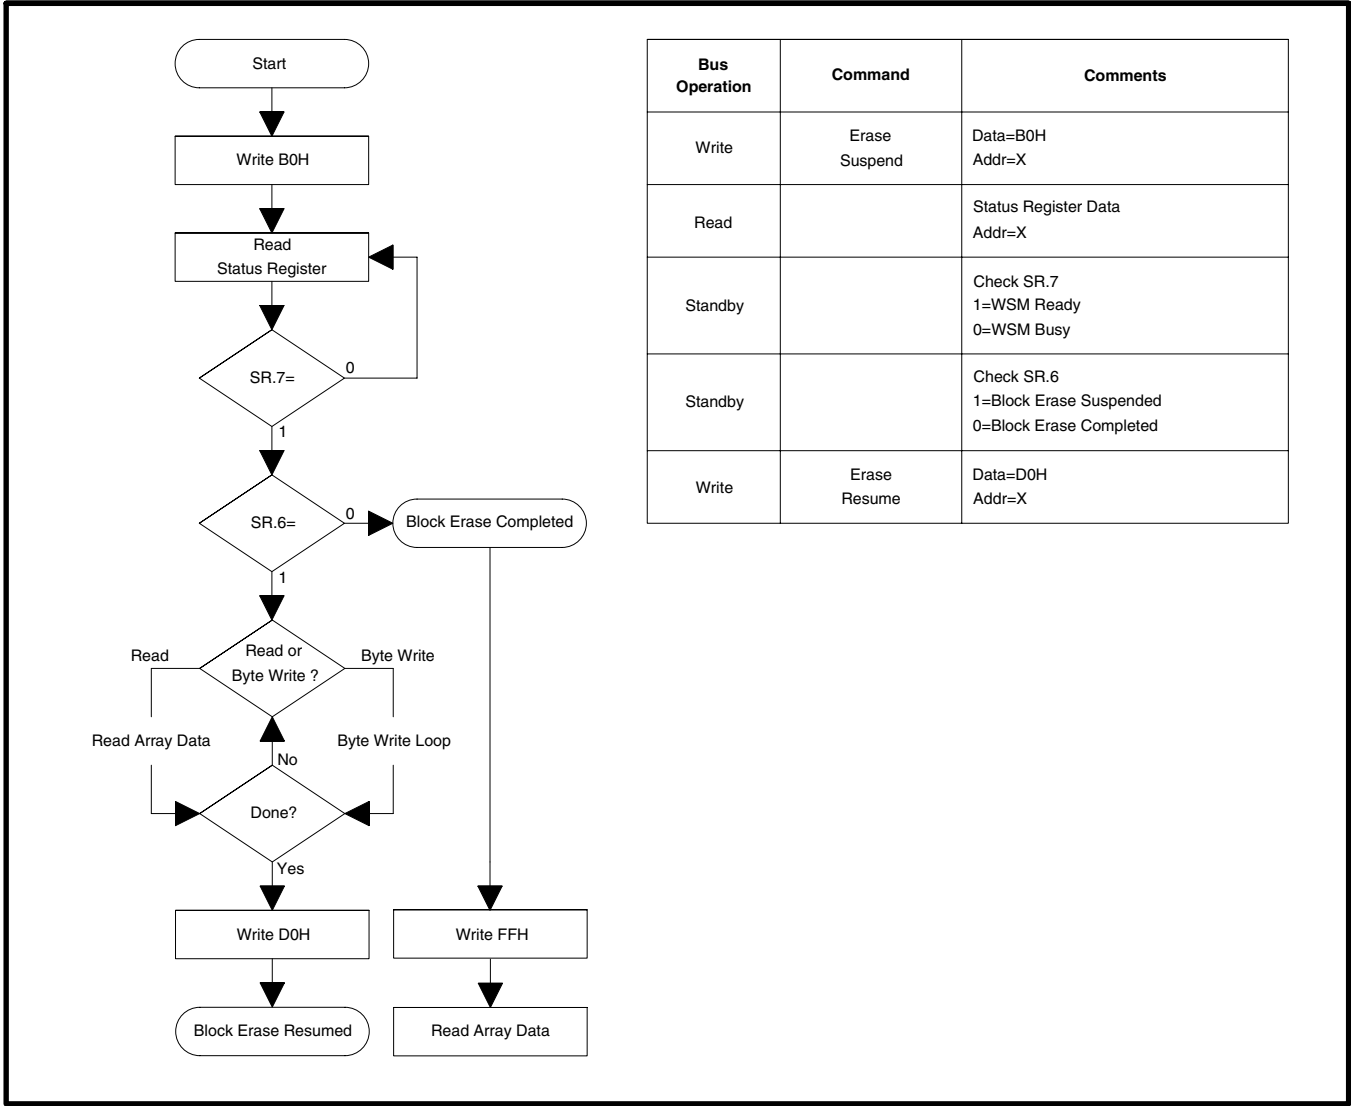 Start
Write B0H
Read
Status Register
SR.7=
0
1
SR.6=
0
Block Erase Completed
1
Read or
Byte Write ?
Read
Byte Write
Read Array Data
Byte Write Loop
No
Done?
Yes
Write D0H
Write FFH
Block Erase Resumed
Read Array Data
Bus
Operation
Command
Comments
Write
Erase
Suspend
Data=B0H
Addr=X
Read
Status Register Data
Addr=X
Standby
Check SR.7
1=WSM Ready
0=WSM Busy
Standby
Check SR.6
1=Block Erase Suspended
0=Block Erase Completed
Write
Erase
Resume
Data=D0H
Addr=X